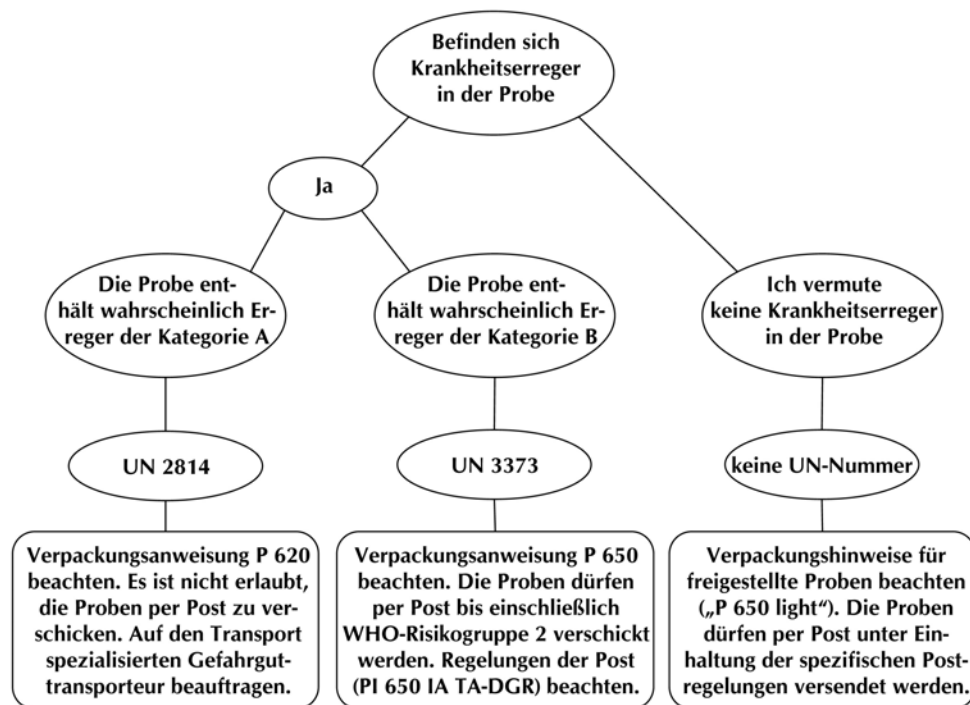 Befinden sich
Krankheitserreger
in der Probe
Ja
Die Probe ent-
hält wahrscheinlich Er-
reger der Kategorie A
Die Probe ent-
hält wahrscheinlich Er-
reger der Kategorie B
Ich vermute
keine Krankheitserreger
in der Probe
UN 2814
UN 3373
keine UN-Nummer
Verpackungsanweisung P 620
beachten. Es ist nicht erlaubt,
die Proben per Post zu ver-
schicken. Auf den Transport
spezialisierten Gefahrgut-
transporteur beauftragen.
Verpackungsanweisung P 650
beachten. Die Proben dürfen
per Post bis einschließlich
WHO-Risikogruppe 2 verschickt
werden. Regelungen der Post
(PI 650 IA TA-DGR) beachten.
Verpackungshinweise für
freigestellte Proben beachten
(„P 650 light“). Die Proben
dürfen per Post unter Ein-
haltung der spezifischen Post-
regelungen versendet werden.